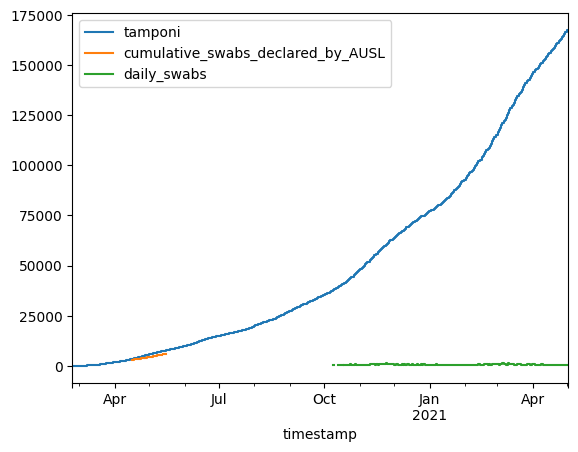 tamponi
cumulative_swabs_declared_by_AUSL
daily_swabs
175000
150000
125000
100000
75000
50000
25000
0
Apr Jul Oct Jan Apr
2021
timestamp